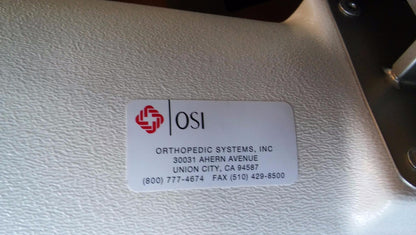 OSI
ORTHOPEDIC SYSTEMS, INC
30031 AHERN AVENUE
UNION CITY, CA 94587
(800) 777-4674 FAX (510) 429-8500